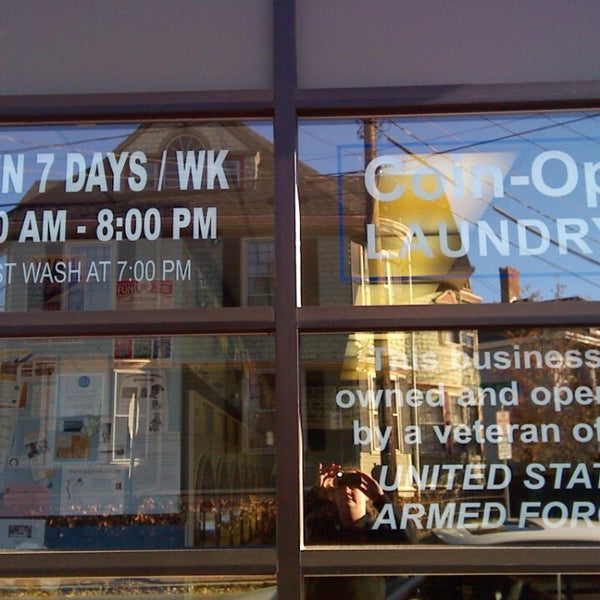 N 7 DAYS / WK
0 AM - 8:00 PM
ST WASH AT 7:00 PM
Coin-Op
LAUNDRY
This business
owned and oper
by a veteran of
UNITED STAT
ARMED FORC